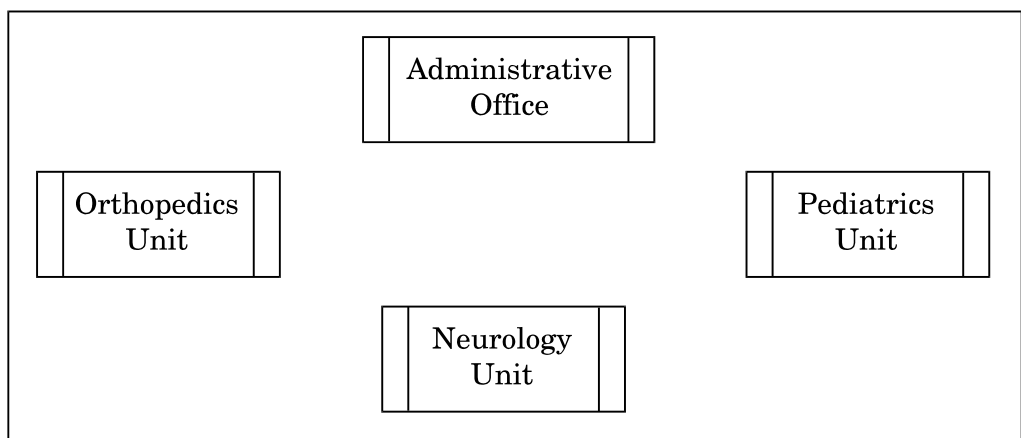 Administrative
Office
Orthopedics
Unit
Pediatrics
Unit
Neurology
Unit